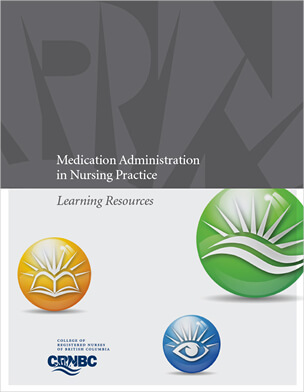 Medication Administration
in Nursing Practice
Learning Resources
COLLEGE OF
REGISTERED NURSES
OF BRITISH COLUMBIA
CRNBC